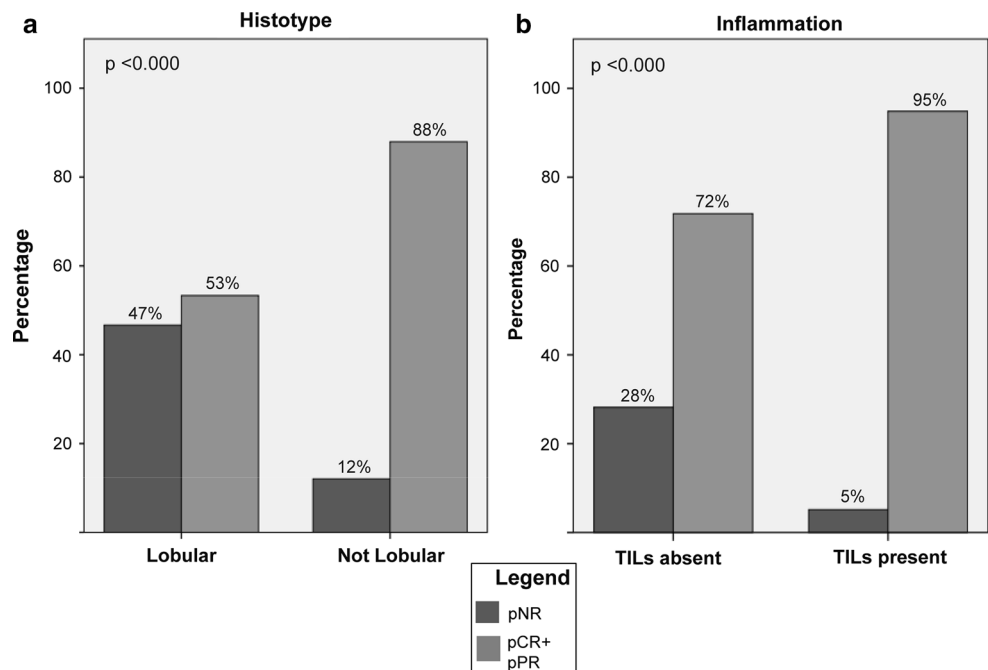 a
Histotype
p <0.000
Percentage
100
80
60
40
20
47%
53%
12%
88%
Lobular
Not Lobular
b
Inflammation
p <0.000
Percentage
100
80
60
40
20
28%
72%
5%
95%
TILs absent
TILs present
Legend
pNR
pCR+
pPR